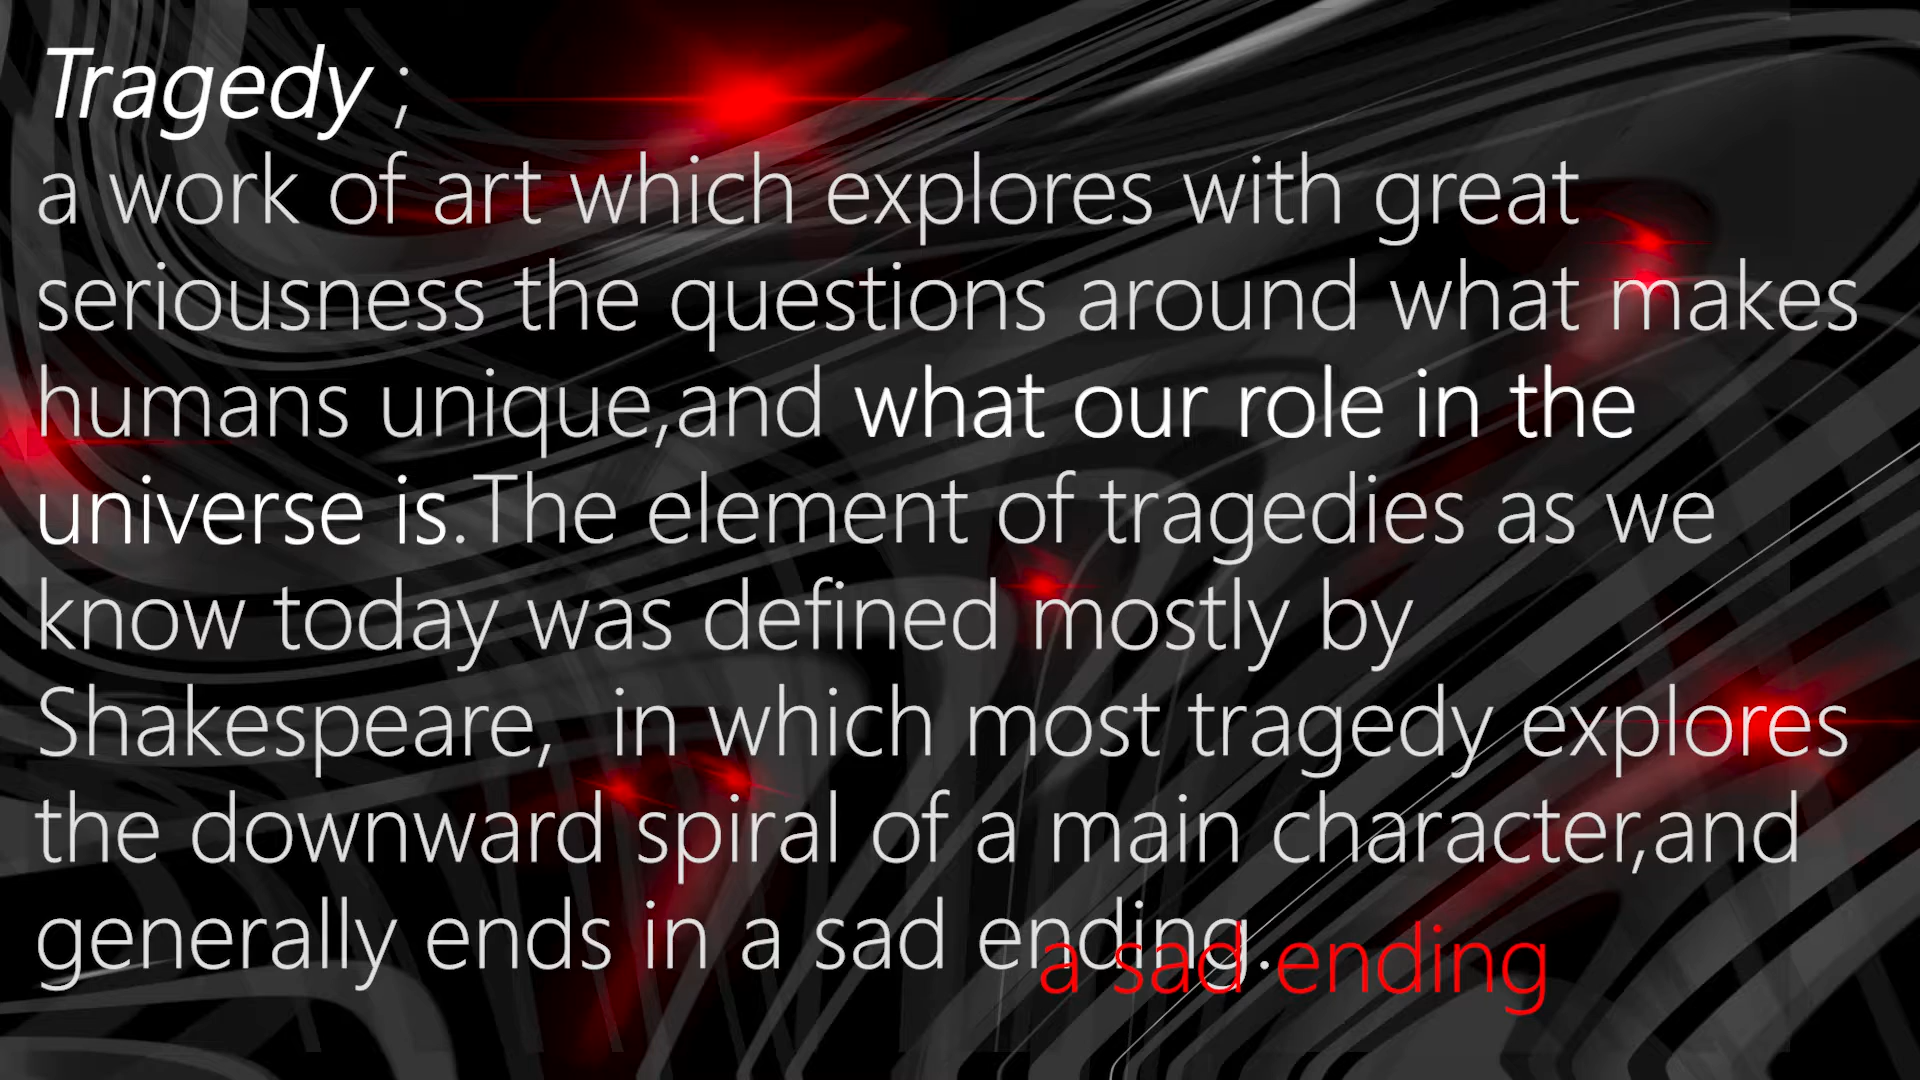 Tragedy ;
a work of art which explores with great
seriousness the questions around what makes
humans unique,and what our role in the
universe is.The element of tragedies as we
know today was defined mostly by
Shakespeare,  in which most tragedy explores
the downward spiral of a main character,and
generally ends in a sad ending.
a sad ending